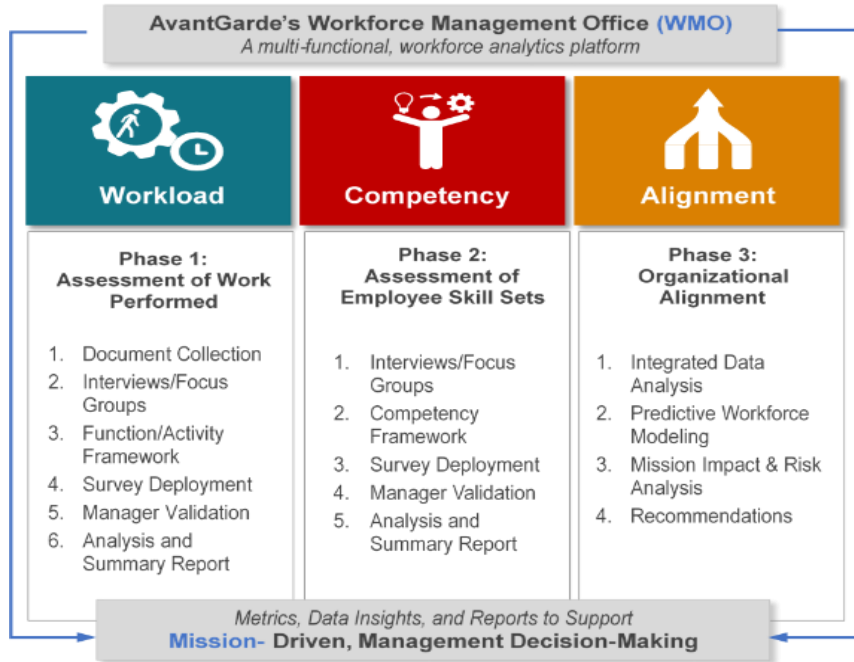 AvantGarde's Workforce Management Office (WMO)
A multi-functional, workforce analytics platform
Workload
Competency
Alignment
Phase 1:
Assessment of Work
Performed
1. Document Collection
2. Interviews/Focus
Groups
3. Function/Activity
Framework
4. Survey Deployment
5. Manager Validation
6. Analysis and
Summary Report
Phase 2:
Assessment of
Employee Skill Sets
1. Interviews/Focus
Groups
2. Competency
Framework
3. Survey Deployment
4. Manager Validation
5. Analysis and
Summary Report
Phase 3:
Organizational
Alignment
1. Integrated Data
Analysis
2. Predictive Workforce
Modeling
3. Mission Impact & Risk
Analysis
4. Recommendations
Metrics, Data Insights, and Reports to Support
Mission- Driven, Management Decision-Making